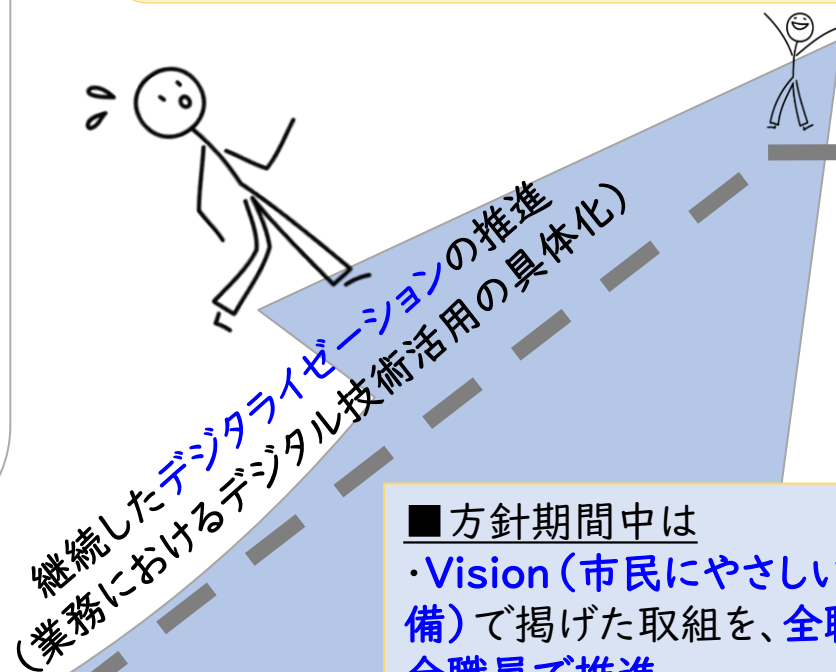 継続したデジタライゼーションの推進
(業務におけるデジタル技術活用の具体化)
■方針期間中は
・Vision(市民にやさしい
備)で掲げた取組を、全職
全職員で推進